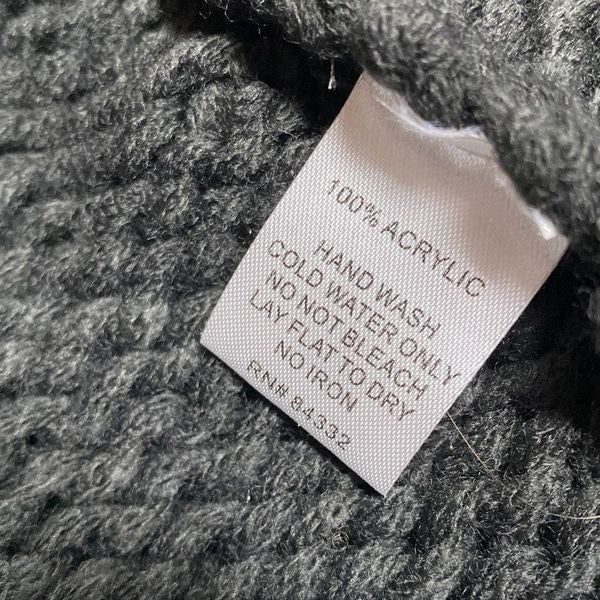 100% ACRYLIC
HAND WASH
COLD WATER ONLY
NO NOT BLEACH
LAY FLAT TO DRY
NO IRON
RN# 84332